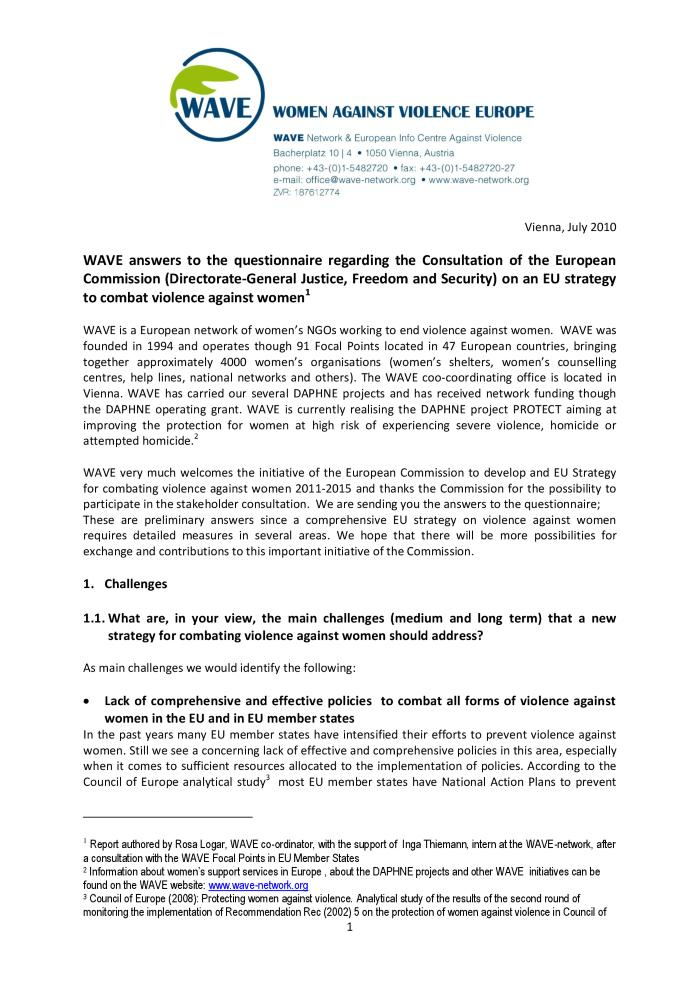 WAVE
WOMEN AGAINST VIOLENCE EUROPE
WAVE Network & European Info Centre Against Violence
Bacherplatz 10 | 4 • 1050 Vienna, Austria
phone: +43-(0)1-5482720 • fax: +43-(0)1-5482720-27
e-mail: office@wave-network.org • www.wave-network.org
ZVR: 187612774
Vienna, July 2010
WAVE answers to the questionnaire regarding the Consultation of the European
Commission (Directorate-General Justice, Freedom and Security) on an EU strategy
to combat violence against women1
WAVE is a European network of women’s NGOs working to end violence against women. WAVE was
founded in 1994 and operates though 91 Focal Points located in 47 European countries, bringing
together approximately 4000 women’s organisations (women’s shelters, women’s counselling
centres, help lines, national networks and others). The WAVE coo-coordinating office is located in
Vienna. WAVE has carried our several DAPHNE projects and has received network funding though
the DAPHNE operating grant. WAVE is currently realising the DAPHNE project PROTECT aiming at
improving the protection for women at high risk of experiencing severe violence, homicide or
attempted homicide.2
WAVE very much welcomes the initiative of the European Commission to develop and EU Strategy
for combating violence against women 2011-2015 and thanks the Commission for the possibility to
participate in the stakeholder consultation. We are sending you the answers to the questionnaire;
These are preliminary answers since a comprehensive EU strategy on violence against women
requires detailed measures in several areas. We hope that there will be more possibilities for
exchange and contributions to this important initiative of the Commission.
1. Challenges
1.1. What are, in your view, the main challenges (medium and long term) that a new
strategy for combating violence against women should address?
As main challenges we would identify the following:
• Lack of comprehensive and effective policies to combat all forms of violence against
women in the EU and in EU member states
In the past years many EU member states have intensified their efforts to prevent violence against
women. Still we see a concerning lack of effective and comprehensive policies in this area, especially
when it comes to sufficient resources allocated to the implementation of policies. According to the
Council of Europe analytical study3 most EU member states have National Action Plans to prevent
1 Report authored by Rosa Logar, WAVE co-ordinator, with the support of Inga Thiemann, intern at the WAVE-network, after
a consultation with the WAVE Focal Points in EU Member States
2 Information about women’s support services in Europe , about the DAPHNE projects and other WAVE initiatives can be
found on the WAVE website: www.wave-network.org
3 Council of Europe (2008): Protecting women against violence. Analytical study of the results of the second round of
monitoring the implementation of Recommendation Rec (2002) 5 on the protection of women against violence in Council of
1